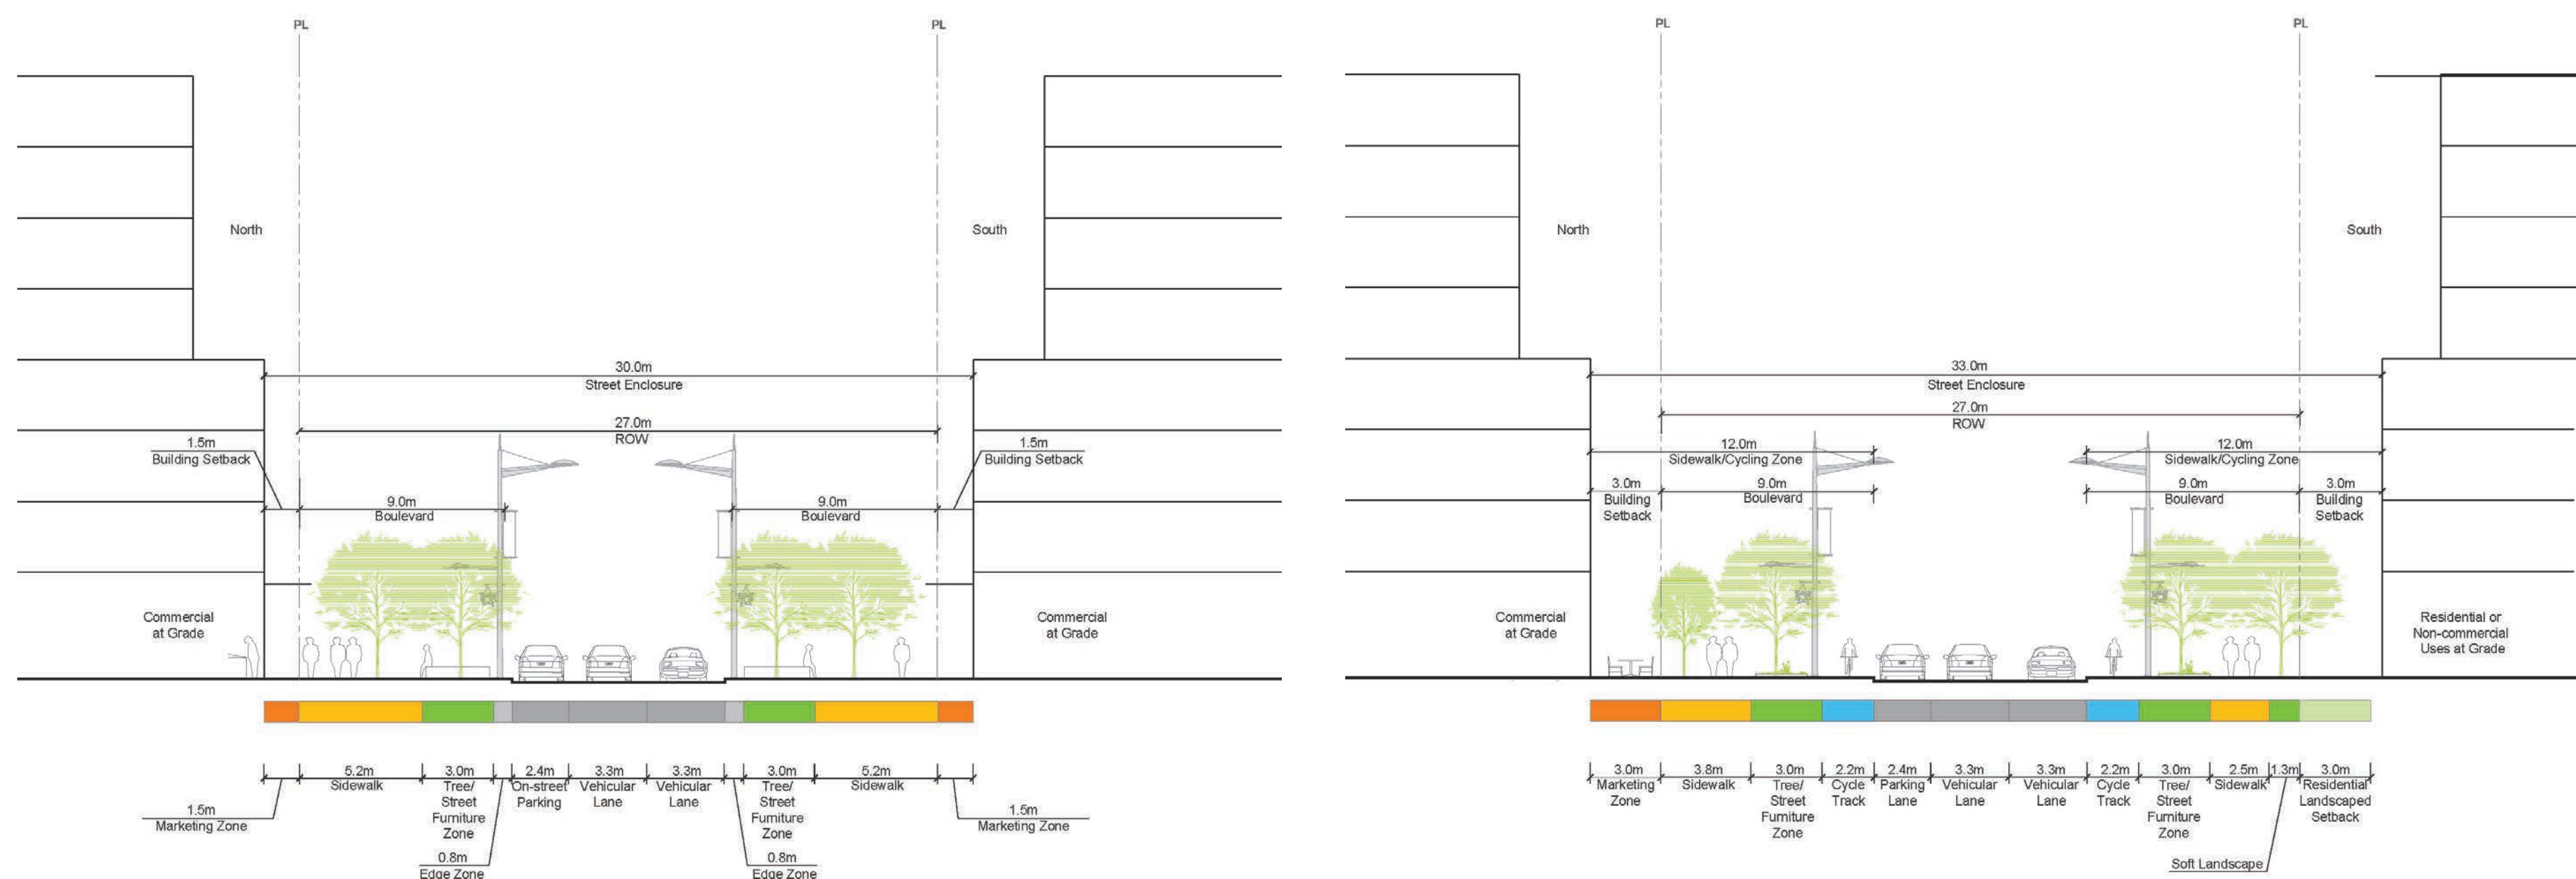 PL
PL
North
South
30.0m
Street Enclosure
27.0m
ROW
1.5m
Building Setback
1.5m
Building Setback
9.0m
Boulevard
9.0m
Boulevard
Commercial
at Grade
Commercial
at Grade
5.2m
Sidewalk
3.0m
Tree/
Street
Furniture
Zone
2.4m
On-street
Parking
3.3m
Vehicular
Lane
3.3m
Vehicular
Lane
3.0m
Tree/
Street
Furniture
Zone
5.2m
Sidewalk
1.5m
Marketing Zone
1.5m
Marketing Zone
0.8m
Edge Zone
0.8m
Edge Zone
PL
PL
North
South
33.0m
Street Enclosure
27.0m
ROW
12.0m
Sidewalk/Cycling Zone
12.0m
Sidewalk/Cycling Zone
3.0m
Building
Setback
9.0m
Boulevard
9.0m
Boulevard
3.0m
Building
Setback
Commercial
at Grade
Residential or
Non-commercial
Uses at Grade
3.0m
Marketing
Zone
3.8m
Sidewalk
3.0m
Tree/
Street
Furniture
Zone
2.2m
Cycle
Track
2.4m
Parking
Lane
3.3m
Vehicular
Lane
3.3m
Vehicular
Lane
2.2m
Cycle
Track
3.0m
Tree/
Street
Furniture
Zone
2.5m
Sidewalk
1.3m
3.0m
Residential
Landscaped
Setback
Soft Landscape